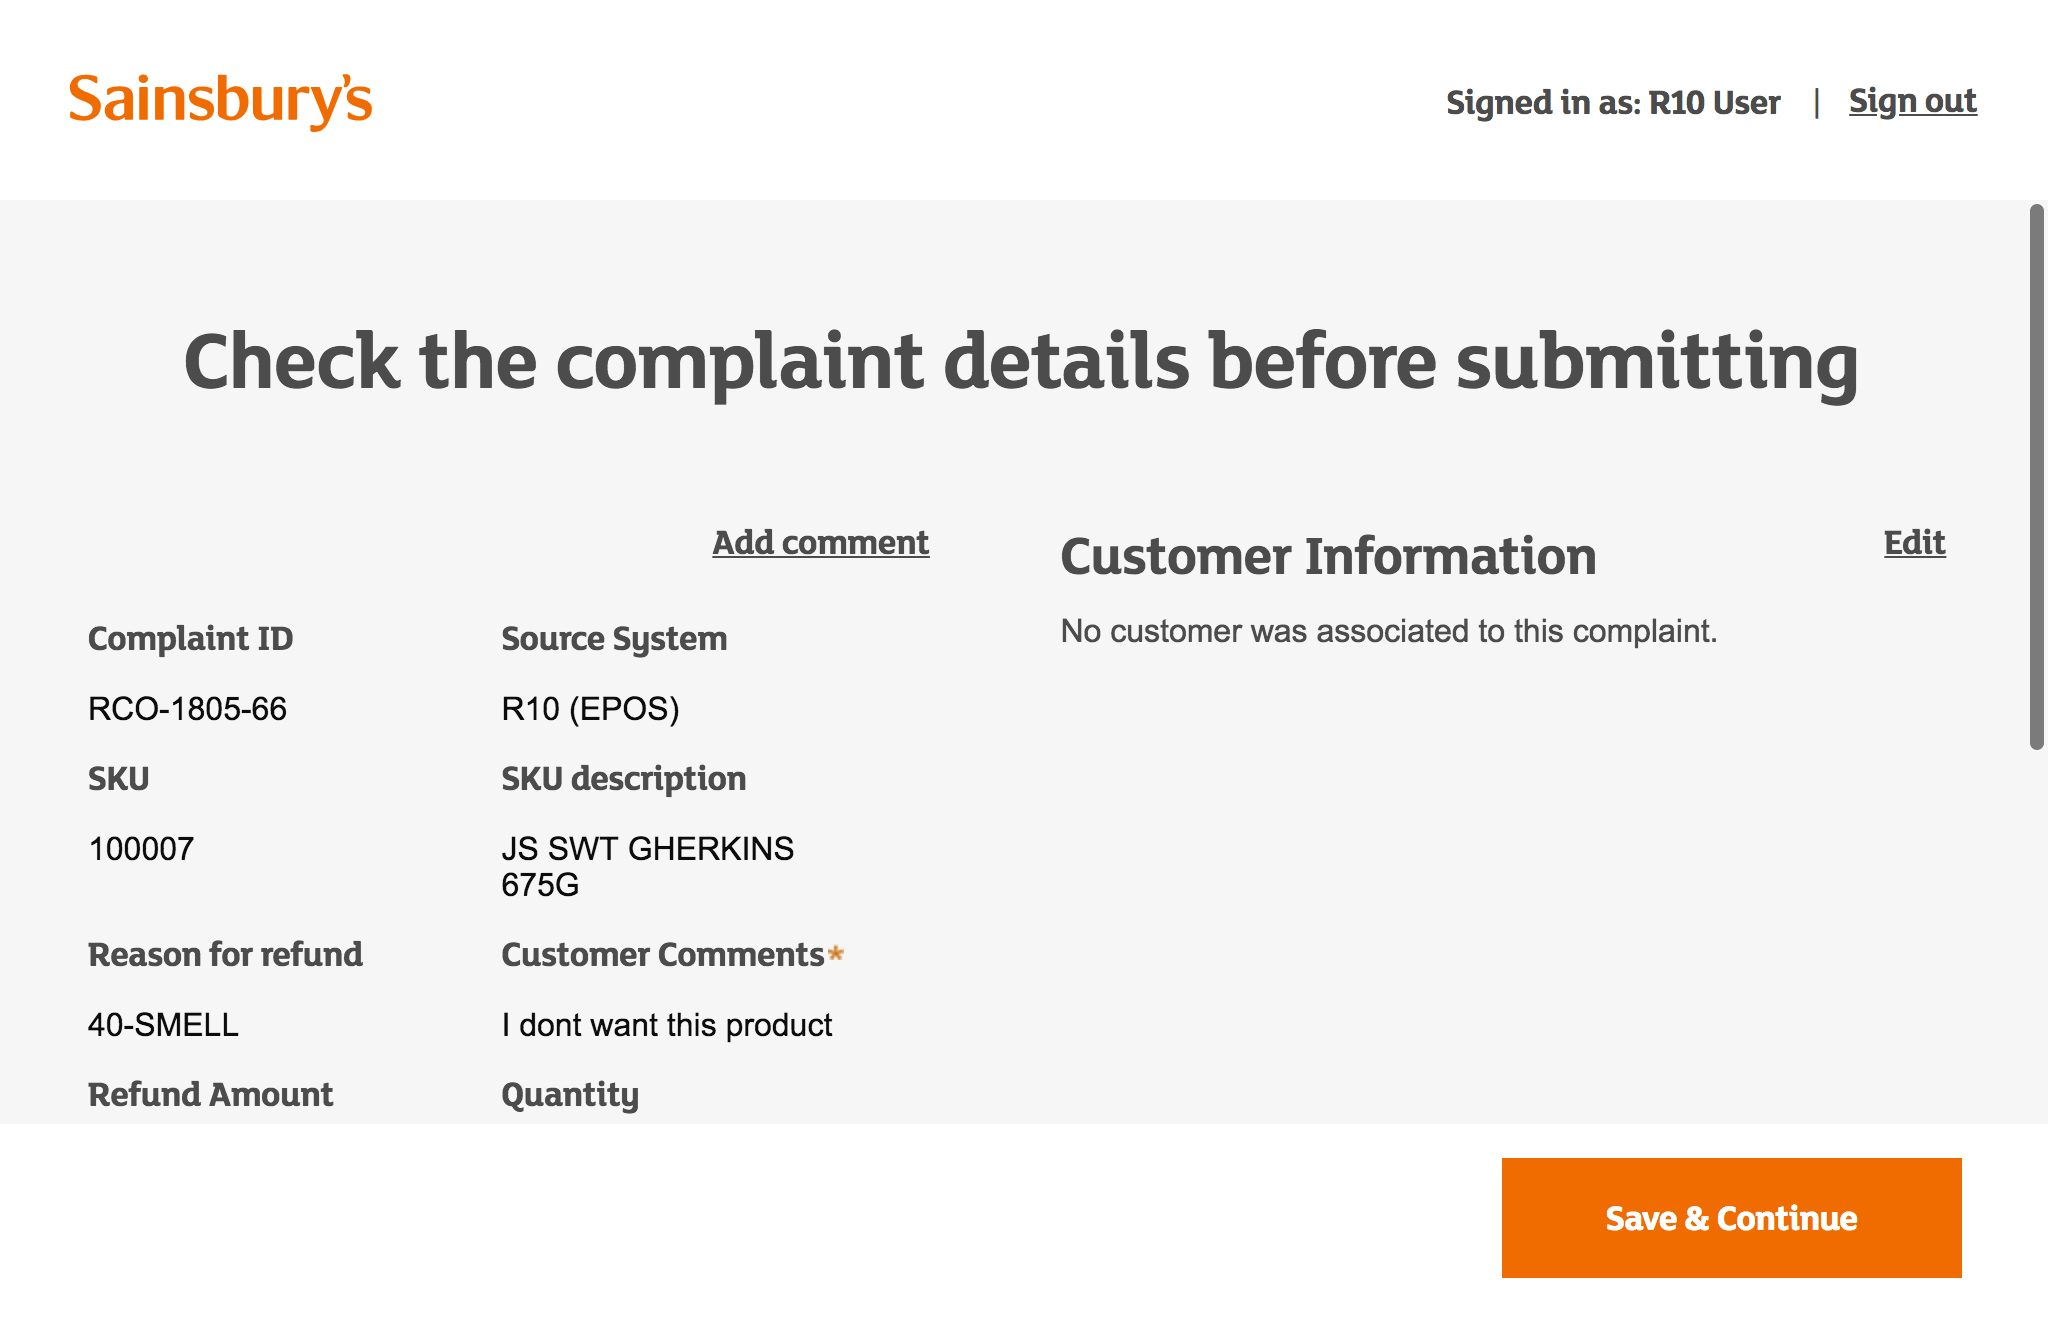 Sainsbury's
Signed in as: R10 User | Sign out
Check the complaint details before submitting
Add comment
Complaint ID
Source System
RCO-1805-66
R10 (EPOS)
SKU
SKU description
100007
JS SWT GHERKINS
675G
Reason for refund
Customer Comments*
40-SMELL
I dont want this product
Refund Amount
Quantity
Customer Information
Edit
No customer was associated to this complaint.
Save & Continue